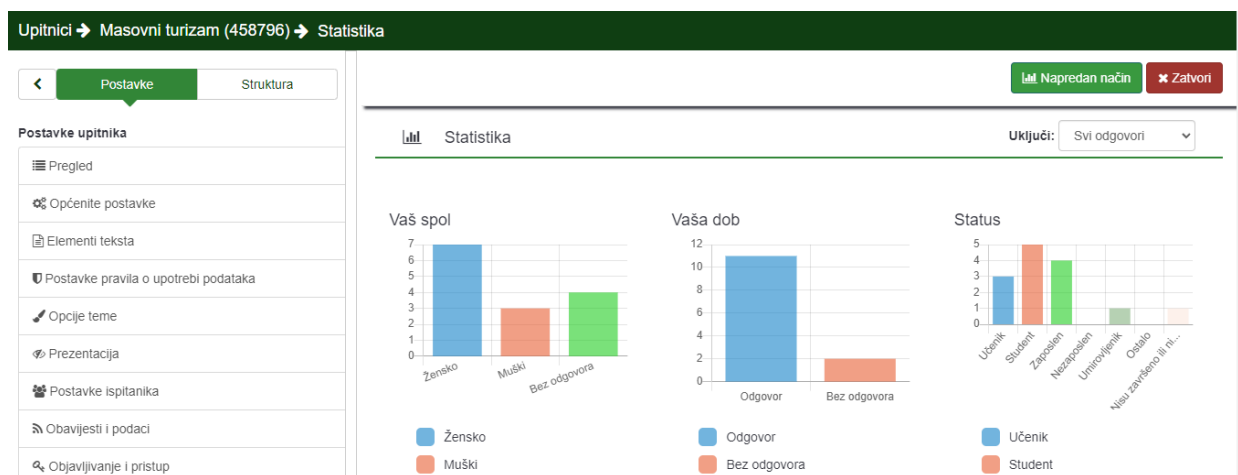 Upitnici → Masovni turizam (458796) → Statistika
Postavke
Struktura
Napredan način
Zatvori
Postavke upitnika
Pregled
Općenite postavke
Elementi teksta
Postavke pravila o upotrebi podataka
Opcije teme
Prezentacija
Postavke ispitanika
Obavijesti i podaci
Objavljivanje i pristup
Statistika
Uključi: Svi odgovori
Vaš spol
7
6
5
4
3
2
1
0
Žensko
Muški
Bez odgovora
Žensko
Muški
Vaša dob
12
10
8
6
4
2
0
Odgovor
Bez odgovora
Odgovor
Bez odgovora
Status
5
4
3
2
1
0
Učenik
Student
Zaposlen
Nezaposlen
Umirovljenik
Ostalo
Nisu završeno ili ni...
Učenik
Student